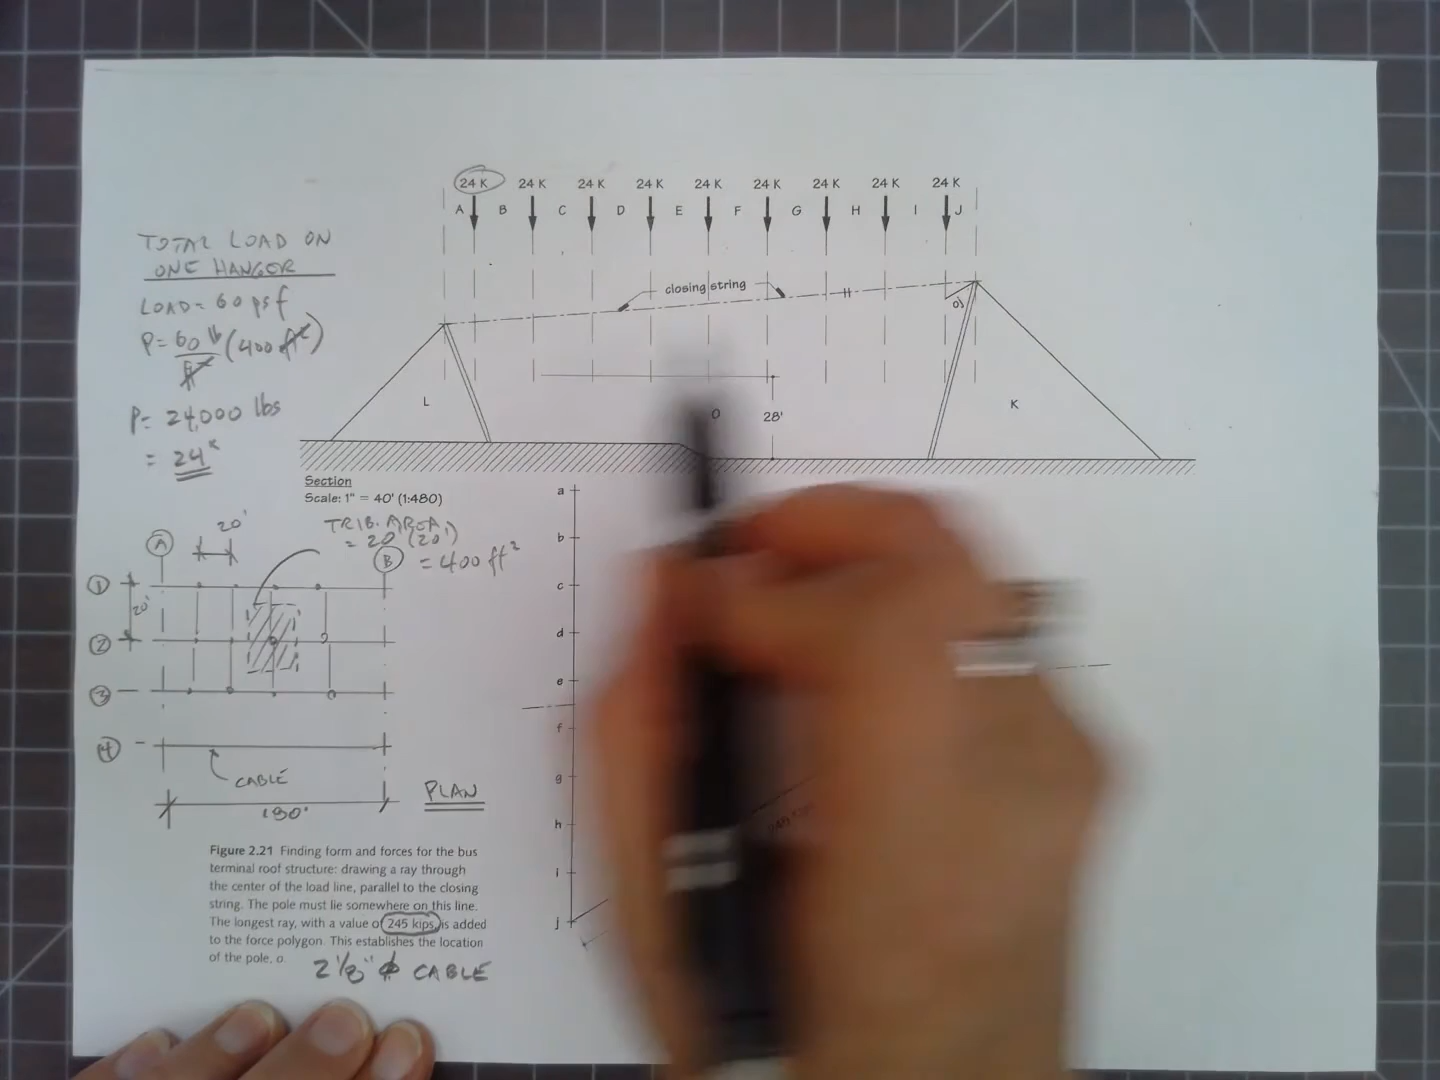 24 K 24 K 24 K 24 K 24 K 24 K 24 K 24 K 24 K
A B C D E F G H I J
TOTAL LOAD ON
ONE HANGER
LOAD = 60 psf
P = 60 lb/ft² (400 ft²)
P = 24,000 lbs
= 24ᴷ
closing string
oj
L
O
28'
K
Section
Scale: 1" = 40' (1:480)
20'
TRIB. AREA
= 20' (20')
= 400 ft²
A
B
1
20'
2
3
4
CABLE
180'
PLAN
a
b
c
d
e
f
g
h
i
j
Figure 2.21 Finding form and forces for the bus
terminal roof structure: drawing a ray through
the center of the load line, parallel to the closing
string. The pole must lie somewhere on this line.
The longest ray, with a value of 245 kips, is added
to the force polygon. This establishes the location
of the pole, o.
2 1/8" ϕ CABLE